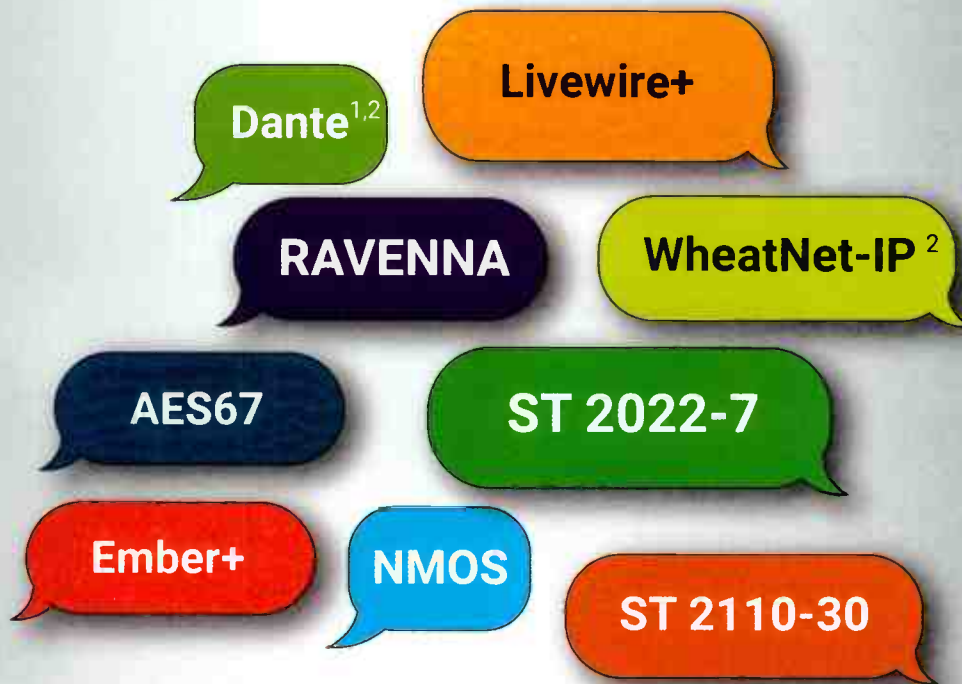 Livewire+
Dante1,2
RAVENNA
WheatNet-IP 2
AES67
ST 2022-7
Ember+
NMOS
ST 2110-30